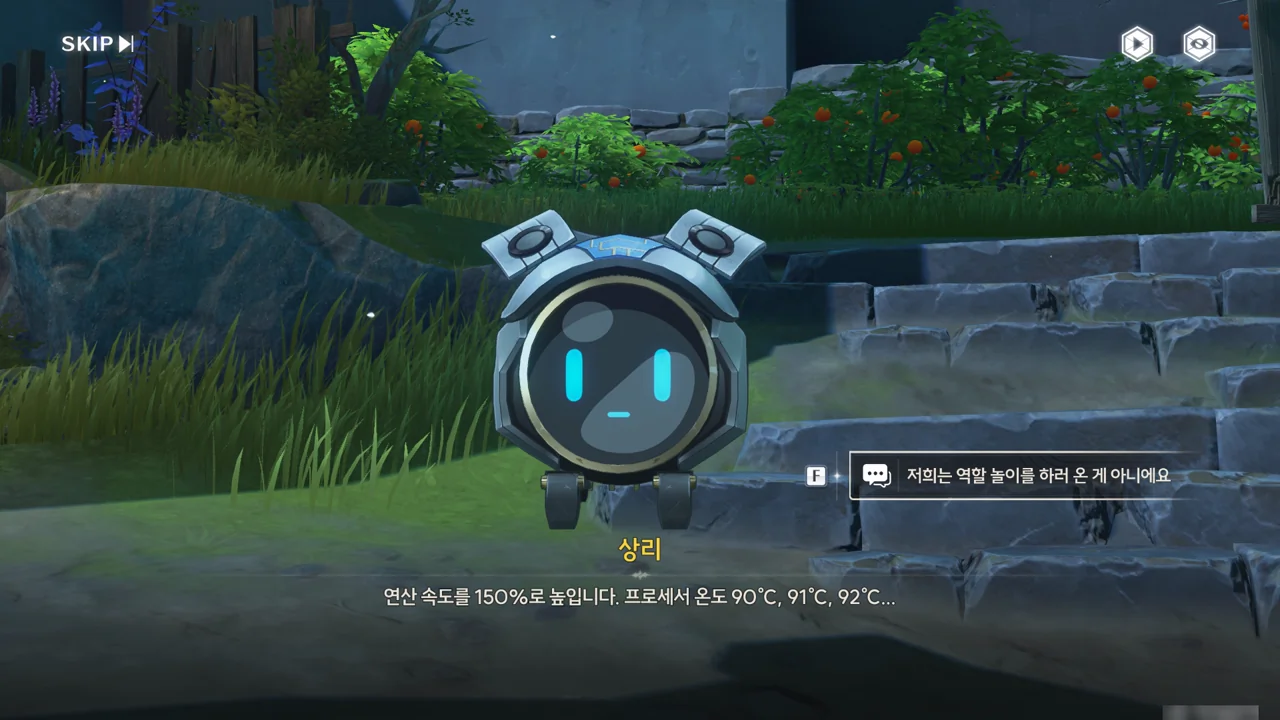 SKIP
F
저희는 역할 놀이를 하러 온 게 아니에요
상리
연산 속도를 150%로 높입니다. 프로세서 온도 90℃, 91℃, 92℃...